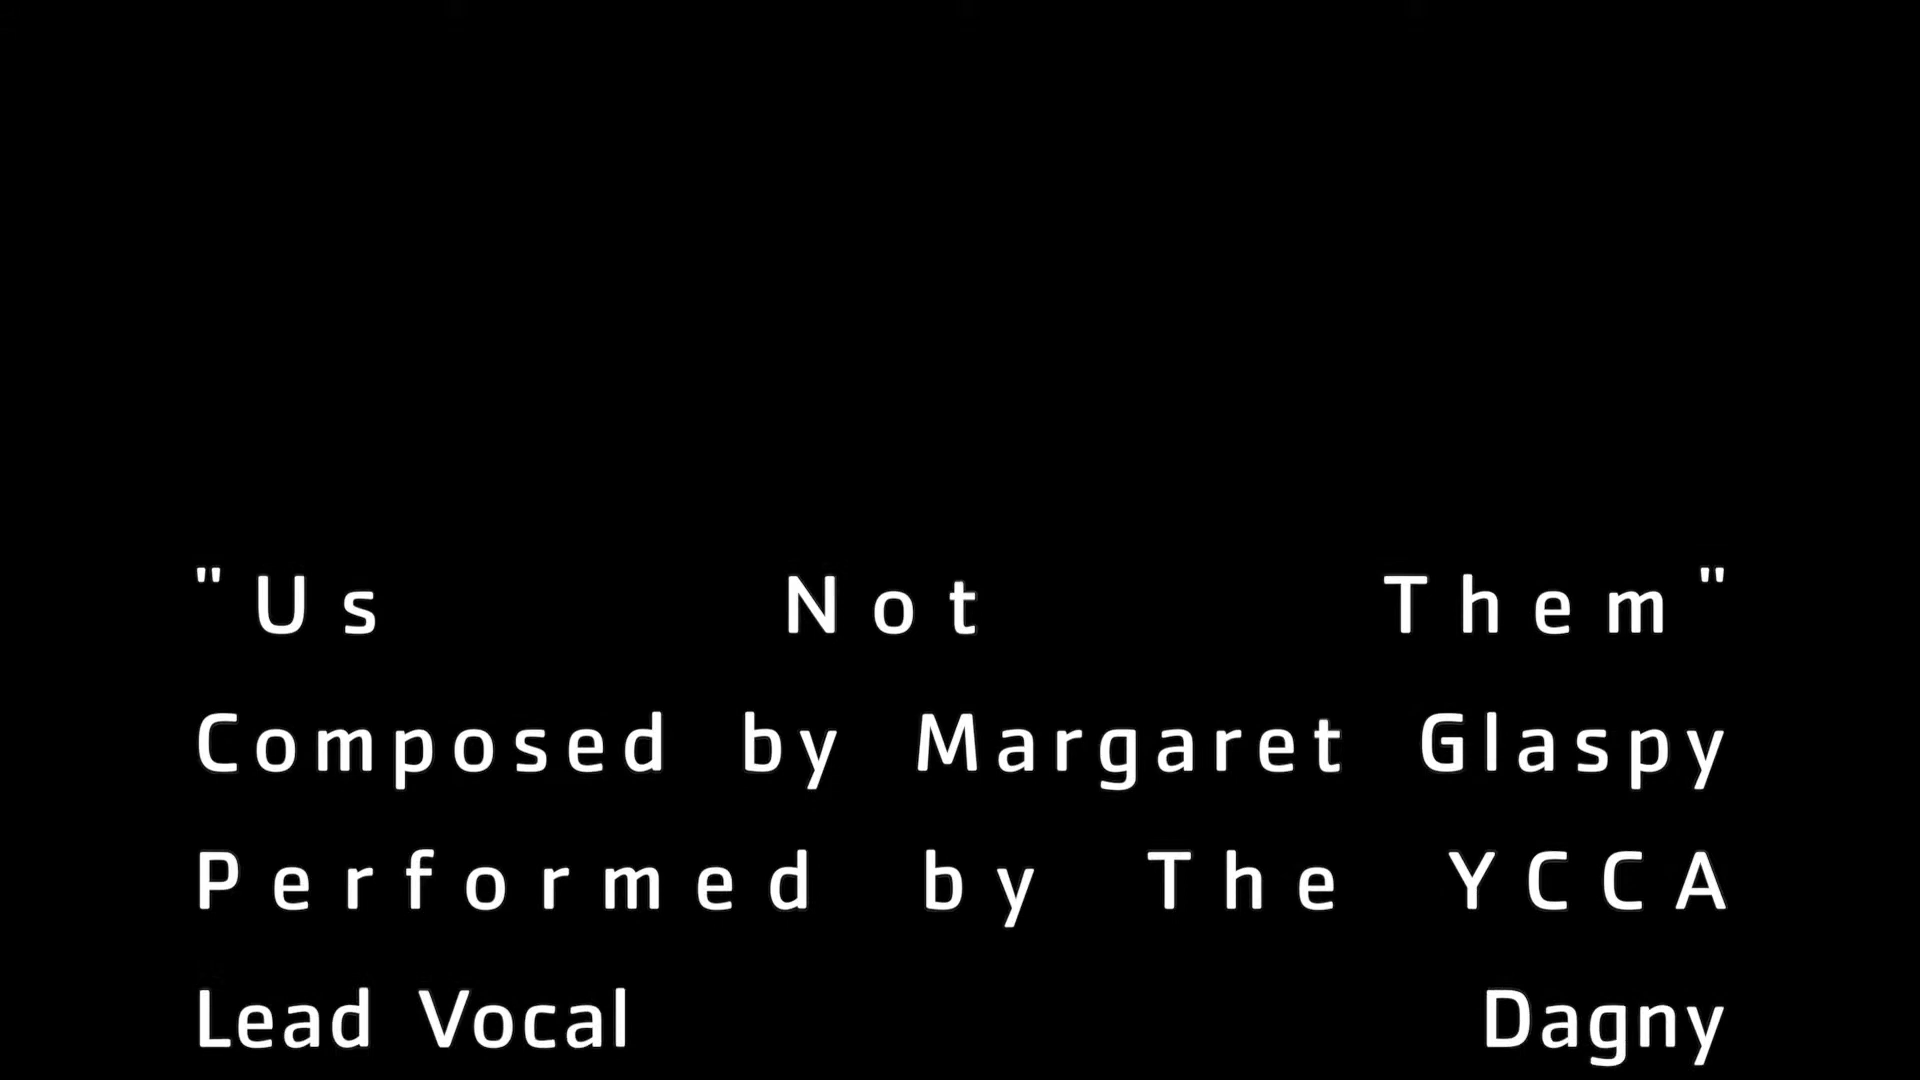 "Us Not Them"
Composed by Margaret Glaspy
Performed by The YCCA
Lead Vocal Dagny